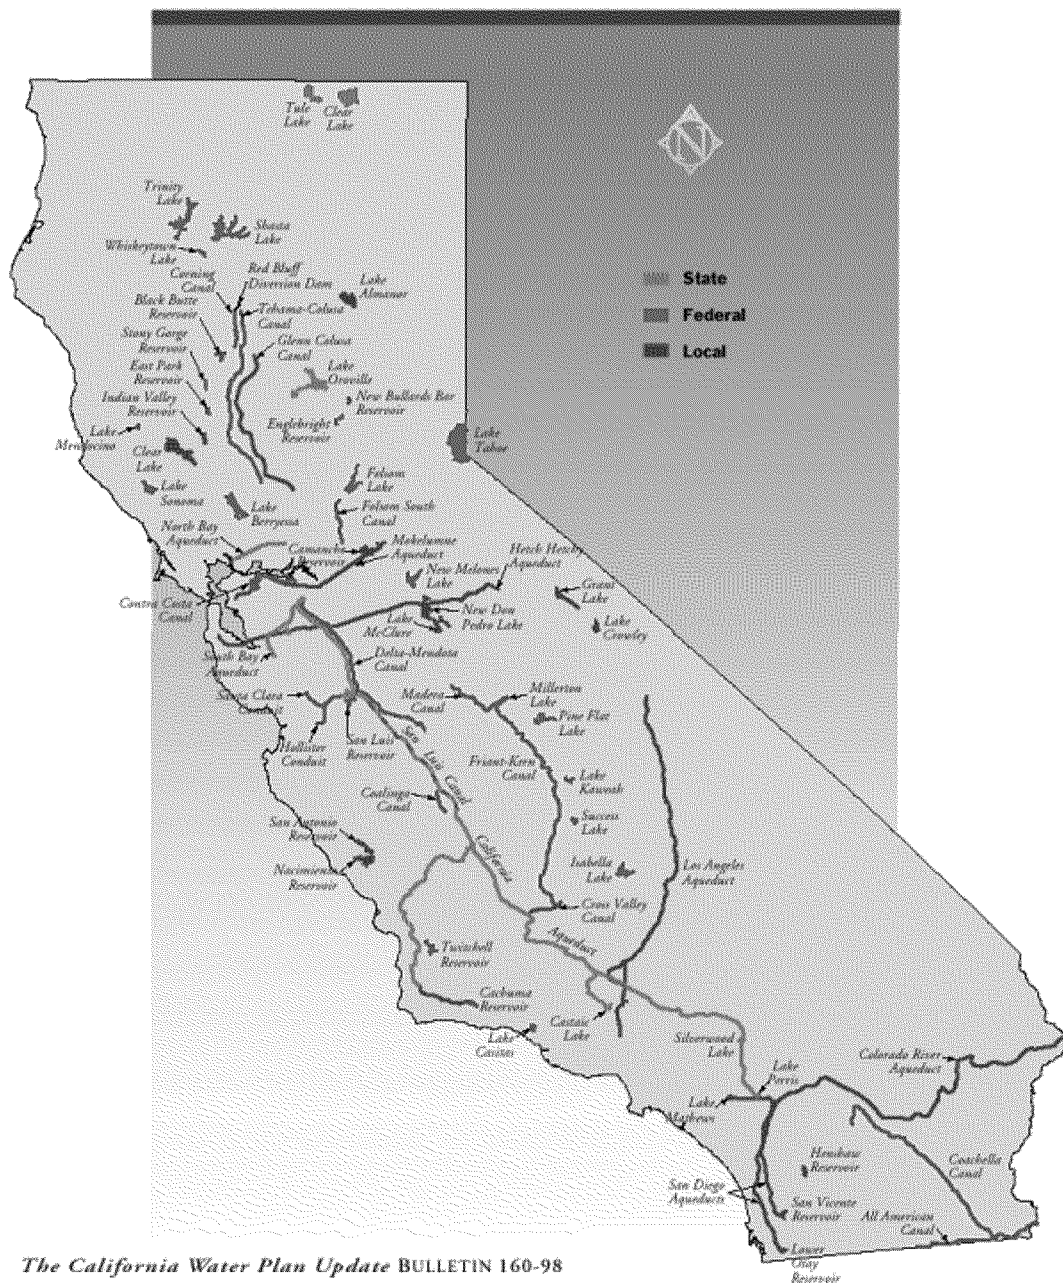 N
Tule
Lake
Clear
Lake
Trinity
Lake
Shasta
Lake
Whiskeytown
Lake
Corning
Canal
Red Bluff
Diversion Dam
Lake
Almanor
Black Butte
Reservoir
Tehama-Colusa
Canal
Stony Gorge
Reservoir
Glenn Colusa
Canal
East Park
Reservoir
Lake
Oroville
Indian Valley
Reservoir
New Bullards Bar
Reservoir
Englebright
Reservoir
Lake
Mendocino
Clear
Lake
Lake
Tahoe
Lake
Sonoma
Lake
Berryessa
Folsom
Lake
Folsom South
Canal
North Bay
Aqueduct
Camanche
Reservoir
Mokelumne
Aqueduct
Hetch Hetchy
Aqueduct
New Melones
Lake
Grant
Lake
Contra Costa
Canal
New Don
Pedro Lake
Lake
McClure
Lake
Crowley
South Bay
Aqueduct
Delta-Mendota
Canal
Santa Clara
Conduit
Madera
Canal
Millerton
Lake
Pine Flat
Lake
Hollister
Conduit
San Luis
Reservoir
San Luis Canal
Friant-Kern
Canal
Lake
Kaweah
Coalinga
Canal
Success
Lake
San Antonio
Reservoir
Nacimiento
Reservoir
California
Aqueduct
Isabella
Lake
Los Angeles
Aqueduct
Cross Valley
Canal
Twitchell
Reservoir
Cachuma
Reservoir
Lake
Casitas
Castaic
Lake
Silverwood
Lake
Lake
Perris
Colorado River
Aqueduct
Lake
Mathews
Henshaw
Reservoir
Coachella
Canal
San Diego
Aqueducts
San Vicente
Reservoir
All American
Canal
Lower
Otay
Reservoir
State
Federal
Local
The California Water Plan Update BULLETIN 160-98